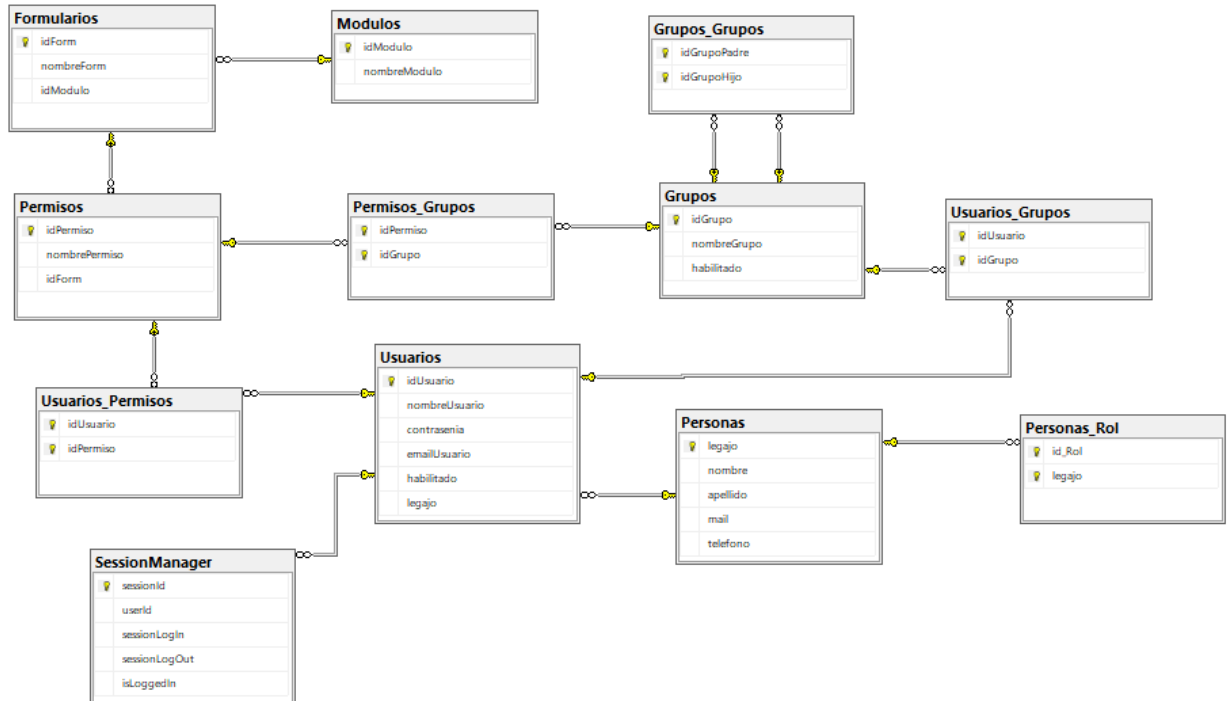 Formularios
idForm
nombreForm
idModulo
Modulos
idModulo
nombreModulo
Grupos_Grupos
idGrupoPadre
idGrupoHijo
Permisos
idPermiso
nombrePermiso
idForm
Permisos_Grupos
idPermiso
idGrupo
Grupos
idGrupo
nombreGrupo
habilitado
Usuarios_Grupos
idUsuario
idGrupo
Usuarios_Permisos
idUsuario
idPermiso
Usuarios
idUsuario
nombreUsuario
contrasenia
emailUsuario
habilitado
legajo
Personas
legajo
nombre
apellido
mail
telefono
Personas_Rol
id_Rol
legajo
SessionManager
sessionId
userId
sessionLogIn
sessionLogOut
isLoggedIn